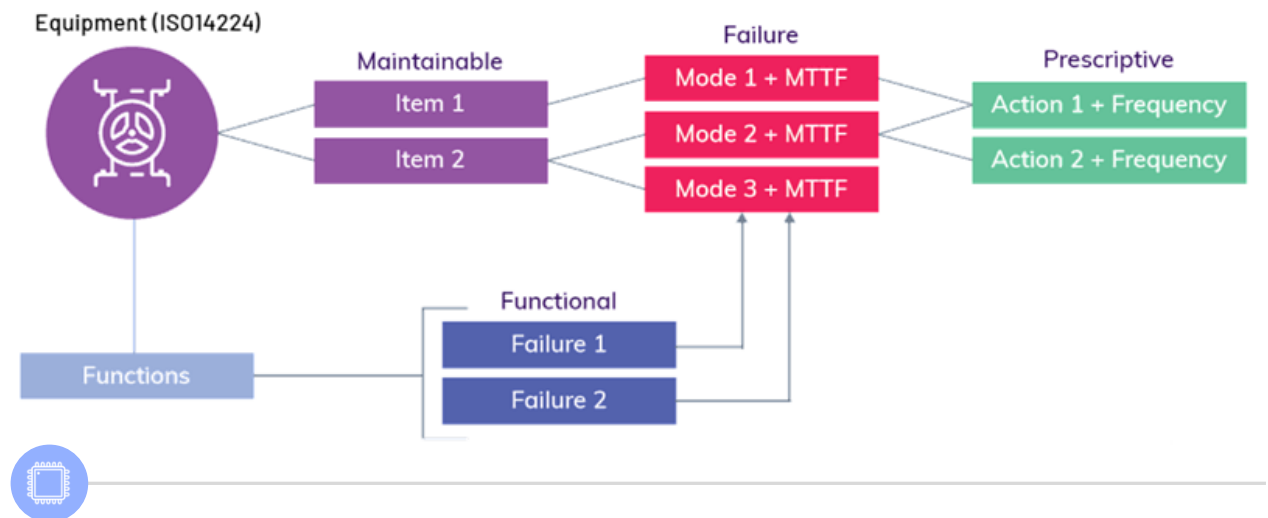 Equipment (ISO14224)
Maintainable
Item 1
Item 2
Failure
Mode 1 + MTTF
Mode 2 + MTTF
Mode 3 + MTTF
Prescriptive
Action 1 + Frequency
Action 2 + Frequency
Functions
Functional
Failure 1
Failure 2